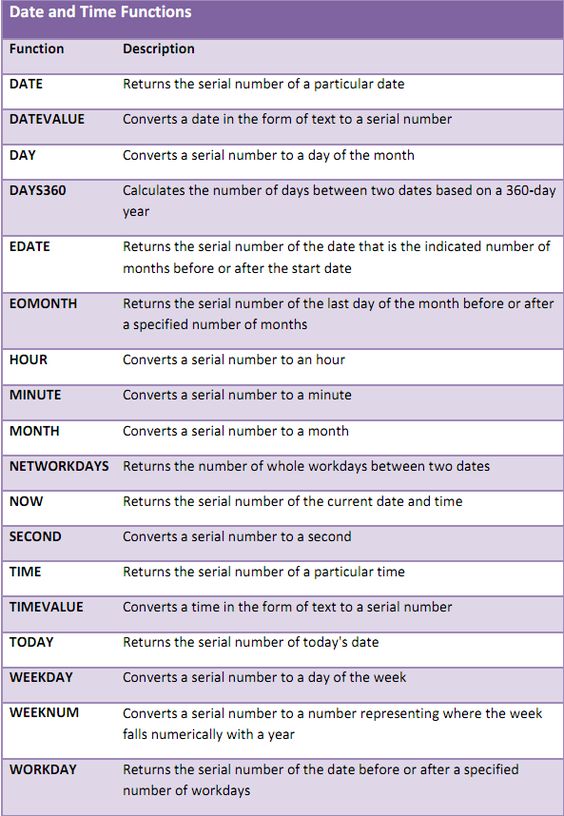 Date and Time Functions
Function Description
DATE Returns the serial number of a particular date
DATEVALUE Converts a date in the form of text to a serial number
DAY Converts a serial number to a day of the month
DAYS360 Calculates the number of days between two dates based on a 360-day
year
EDATE Returns the serial number of the date that is the indicated number of
months before or after the start date
EOMONTH Returns the serial number of the last day of the month before or after
a specified number of months
HOUR Converts a serial number to an hour
MINUTE Converts a serial number to a minute
MONTH Converts a serial number to a month
NETWORKDAYS Returns the number of whole workdays between two dates
NOW Returns the serial number of the current date and time
SECOND Converts a serial number to a second
TIME Returns the serial number of a particular time
TIMEVALUE Converts a time in the form of text to a serial number
TODAY Returns the serial number of today's date
WEEKDAY Converts a serial number to a day of the week
WEEKNUM Converts a serial number to a number representing where the week
falls numerically with a year
WORKDAY Returns the serial number of the date before or after a specified
number of workdays